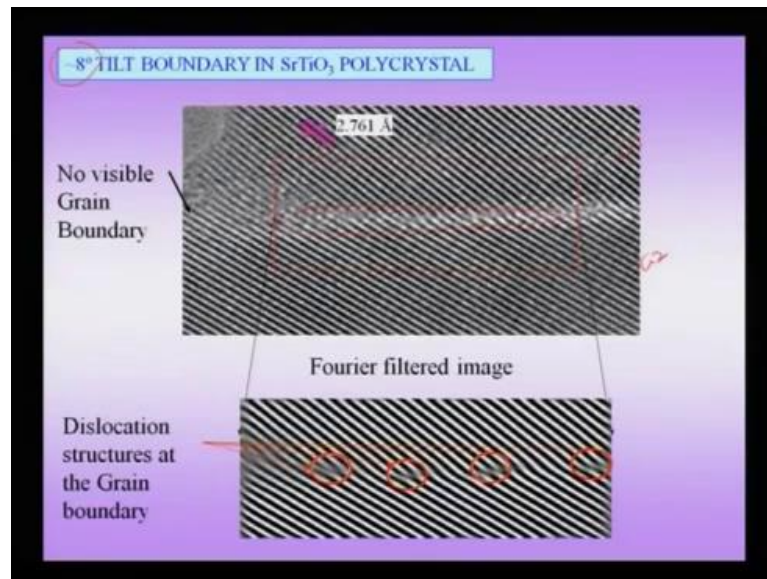 ~8° TILT BOUNDARY IN SrTiO₃ POLYCRYSTAL
2.761 Å
No visible
Grain
Boundary
Fourier filtered image
Dislocation
structures at
the Grain
boundary